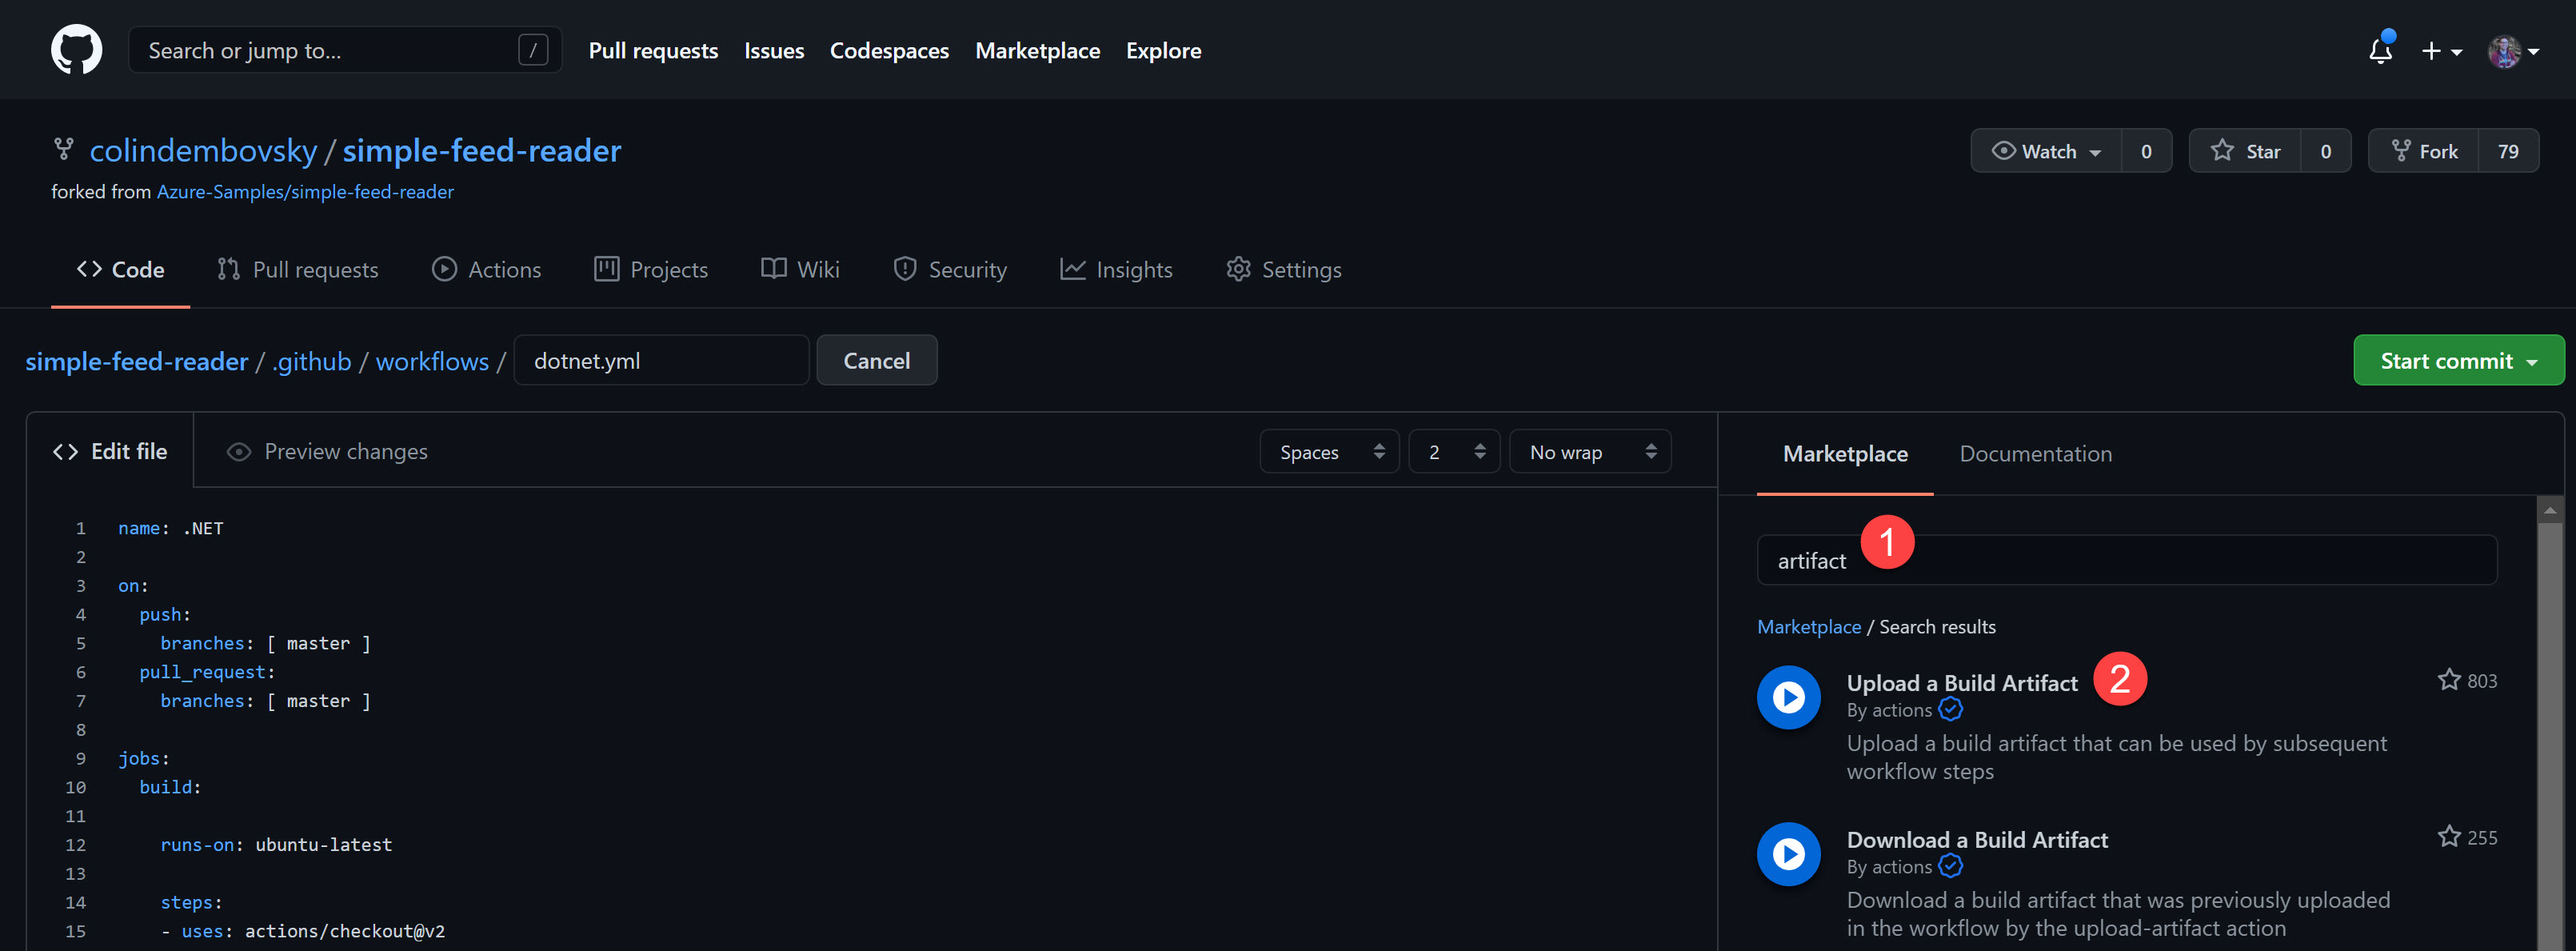 Search or jump to... /
Pull requests Issues Codespaces Marketplace Explore
colindembovsky / simple-feed-reader
Watch 0 Star 0 Fork 79
forked from Azure-Samples/simple-feed-reader
Code Pull requests Actions Projects Wiki Security Insights Settings
simple-feed-reader / .github / workflows / dotnet.yml Cancel Start commit
<> Edit file Preview changes Spaces 2 No wrap
1 name: .NET
2
3 on:
4 push:
5 branches: [ master ]
6 pull_request:
7 branches: [ master ]
8
9 jobs:
10 build:
11
12 runs-on: ubuntu-latest
13
14 steps:
15 - uses: actions/checkout@v2
Marketplace Documentation
artifact 1
Marketplace / Search results
Upload a Build Artifact 2 803
By actions
Upload a build artifact that can be used by subsequent
workflow steps
Download a Build Artifact 255
By actions
Download a build artifact that was previously uploaded
in the workflow by the upload-artifact action